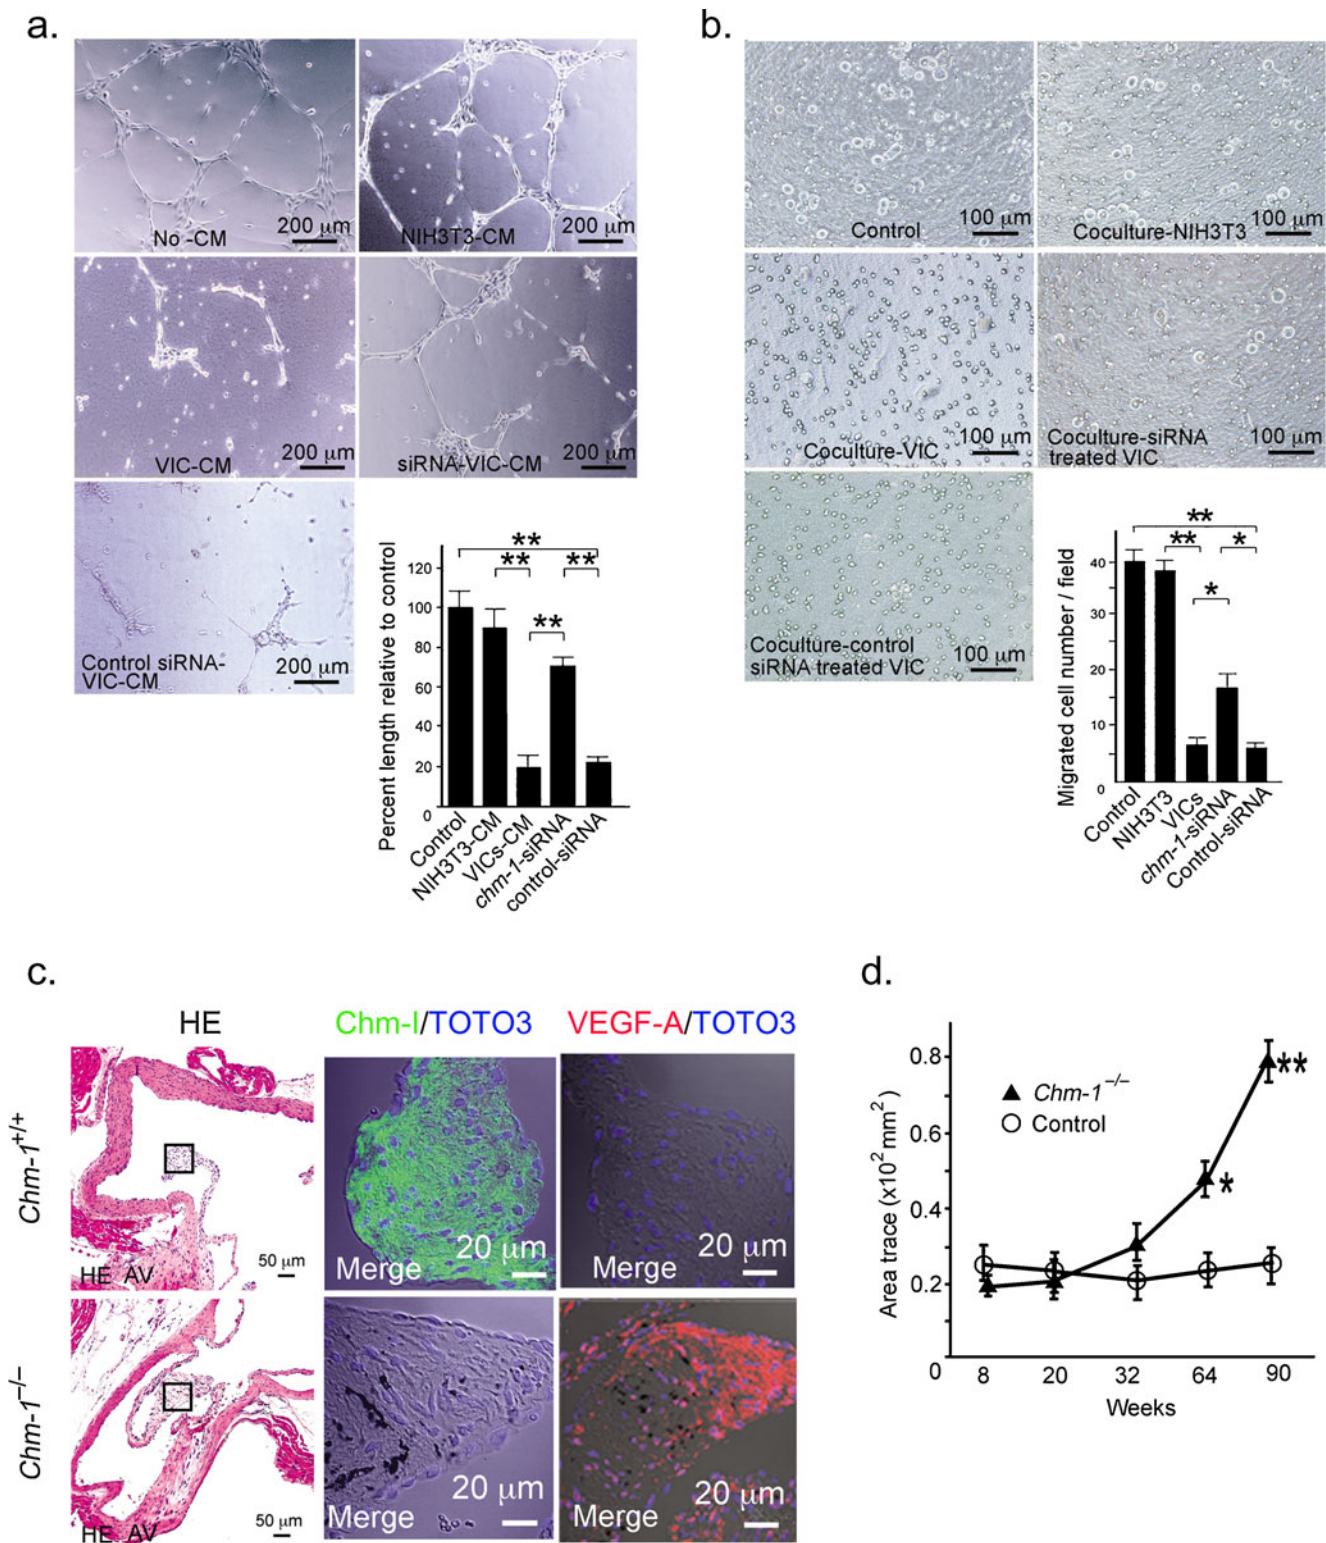 a.
No -CM
200 μm
NIH3T3-CM
200 μm
VIC-CM
200 μm
siRNA-VIC-CM
200 μm
Control siRNA-
VIC-CM
200 μm
Percent length relative to control
120
100
80
60
40
20
0
**
** **
**
Control
NIH3T3-CM
VICs-CM
chm-1-siRNA
control-siRNA
b.
Control
100 μm
Coculture-NIH3T3
100 μm
Coculture-VIC
100 μm
Coculture-siRNA
treated VIC
100 μm
Coculture-control
siRNA treated VIC
100 μm
Migrated cell number / field
40
30
20
10
0
**
** *
*
Control
NIH3T3
VICs
chm-1-siRNA
Control-siRNA
c.
HE
Chm-I/TOTO3
VEGF-A/TOTO3
Chm-1+/+
HE AV
50 μm
Merge
20 μm
Merge
20 μm
Chm-1−/−
HE AV
50 μm
Merge
20 μm
Merge
20 μm
d.
Area trace (x10² mm²)
0.8
0.6
0.4
0.2
0
Chm-1−/−
Control
**
*
8 20 32 64 90
Weeks